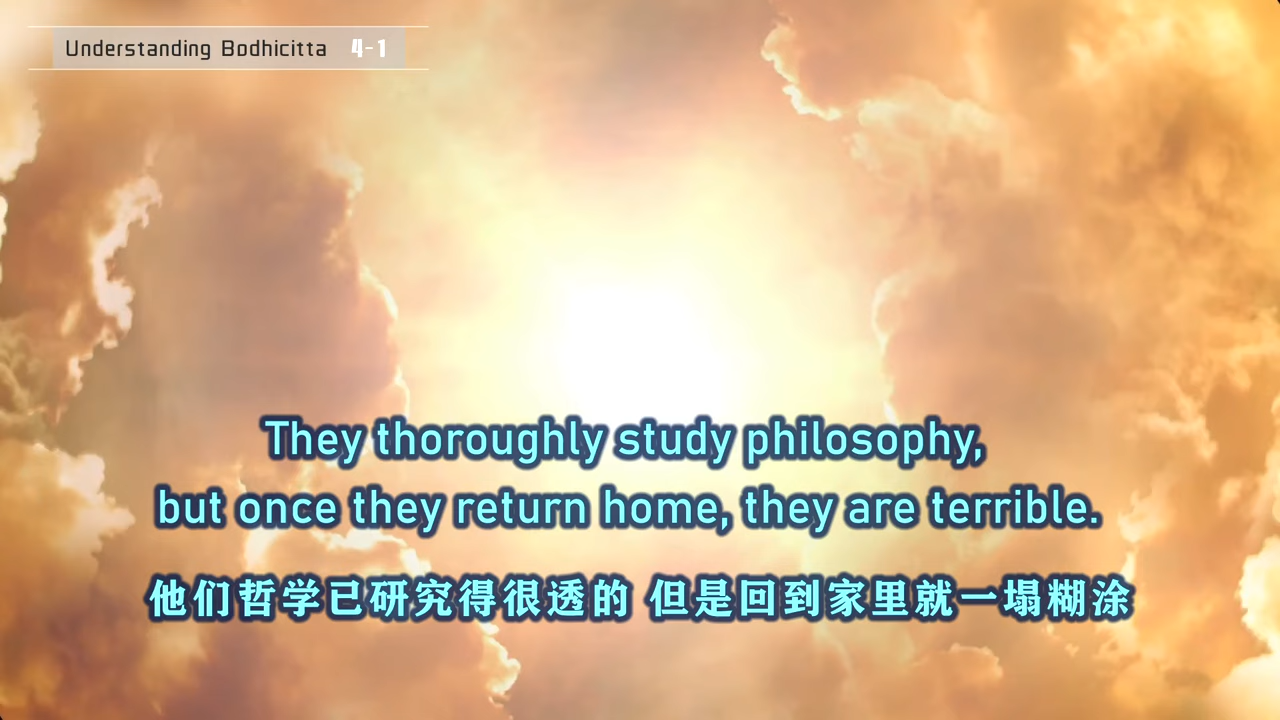 Understanding Bodhicitta 4-1
They thoroughly study philosophy,
but once they return home, they are terrible.
他们哲学已研究得很透的 但是回到家里就一塌糊涂